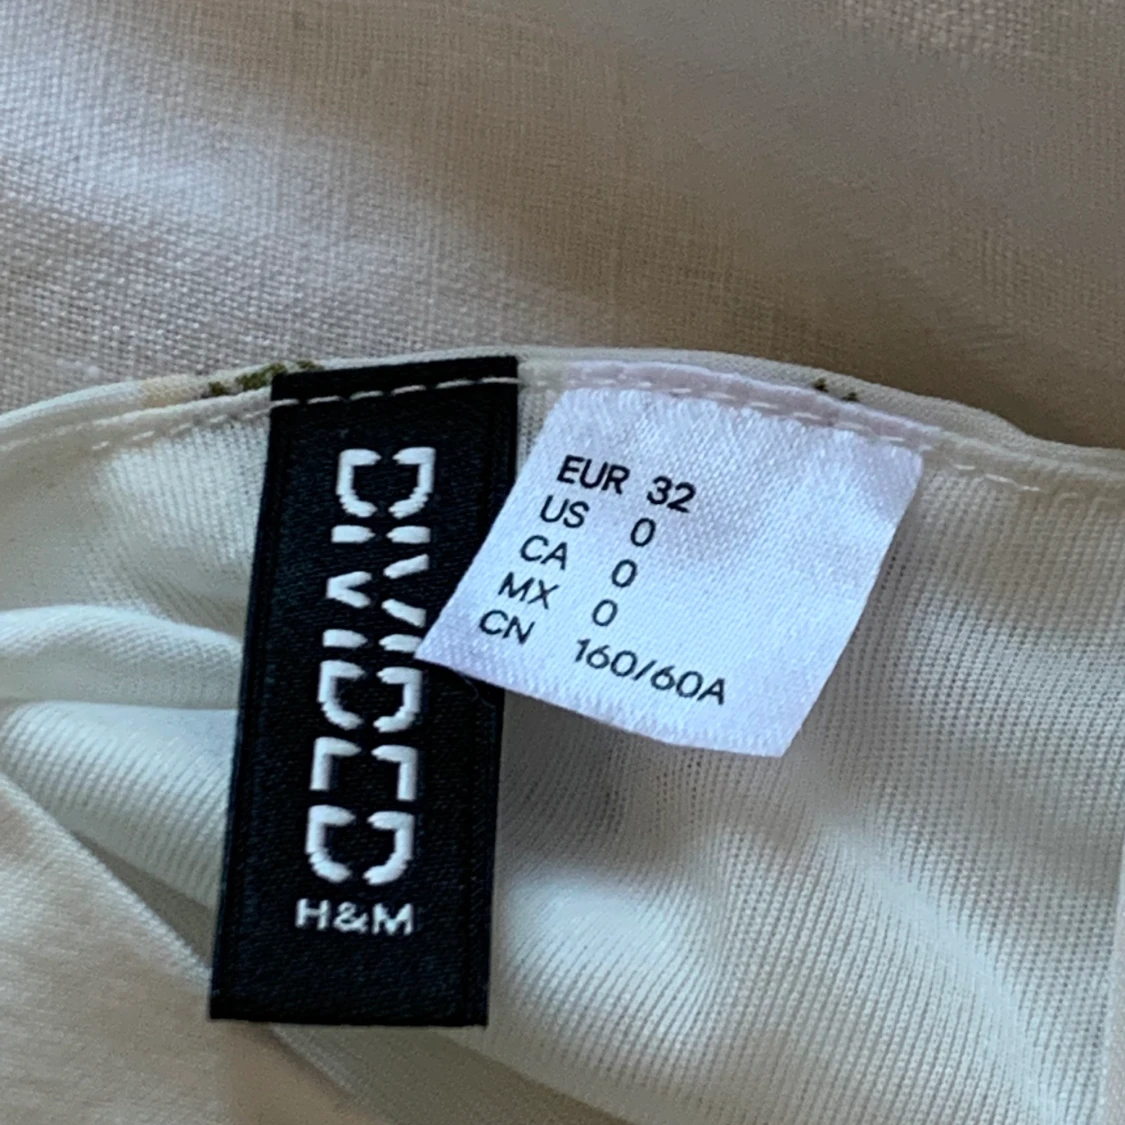 DIVIDED
H&M
EUR 32
US 0
CA 0
MX 0
CN 160/60A